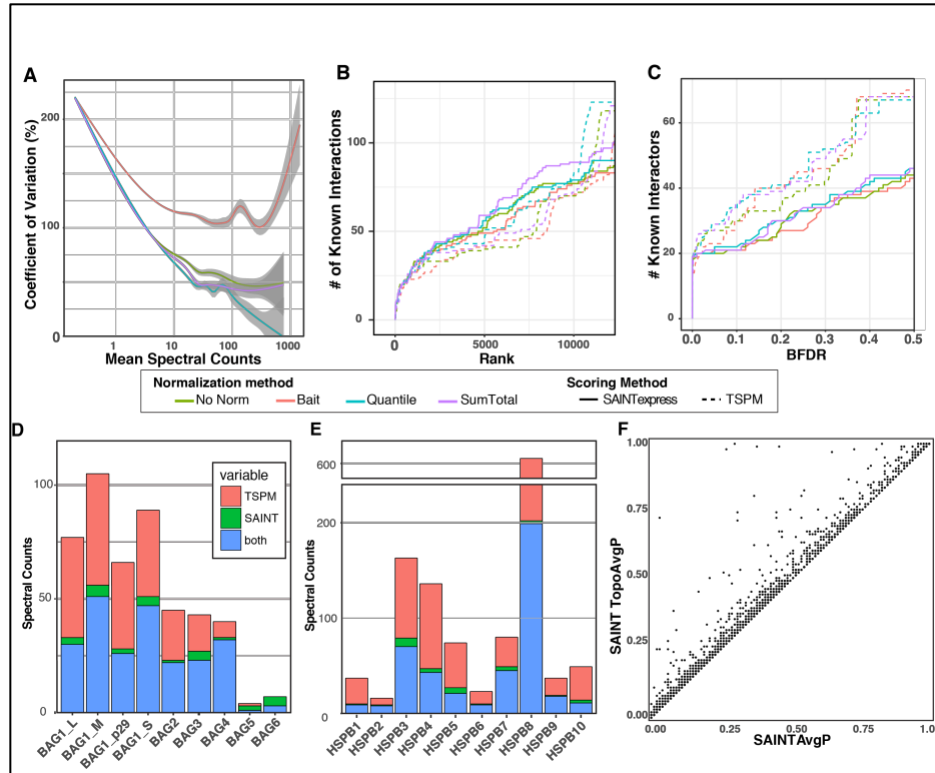 A
Coefficient of Variation (%)
200
100
0
1
10
100
1000
Mean Spectral Counts
B
# of Known Interactions
100
50
0
0
5000
10000
Rank
C
# Known Interactors
60
40
20
0
0.0
0.1
0.2
0.3
0.4
0.5
BFDR
Normalization method
No Norm
Bait
Quantile
SumTotal
Scoring Method
SAINTexpress
TSPM
D
Spectral Counts
100
50
0
variable
TSPM
SAINT
both
BAG1_L
BAG1_M
BAG1_p29
BAG1_S
BAG2
BAG3
BAG4
BAG5
BAG6
E
Spectral Counts
600
200
100
0
HSPB1
HSPB2
HSPB3
HSPB4
HSPB5
HSPB6
HSPB7
HSPB8
HSPB9
HSPB10
F
SAINT TopoAvgP
1.00
0.75
0.50
0.25
0.00
0.00
0.25
0.50
0.75
1.0
SAINTAvgP